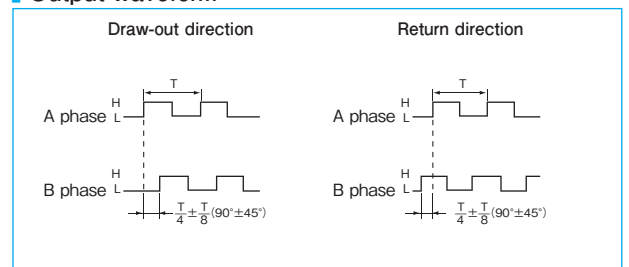 Output waveform
Draw-out direction
Return direction
T
T
A phase H L
A phase H L
B phase H L
B phase H L
T/4±T/8(90°±45°)
T/4±T/8(90°±45°)